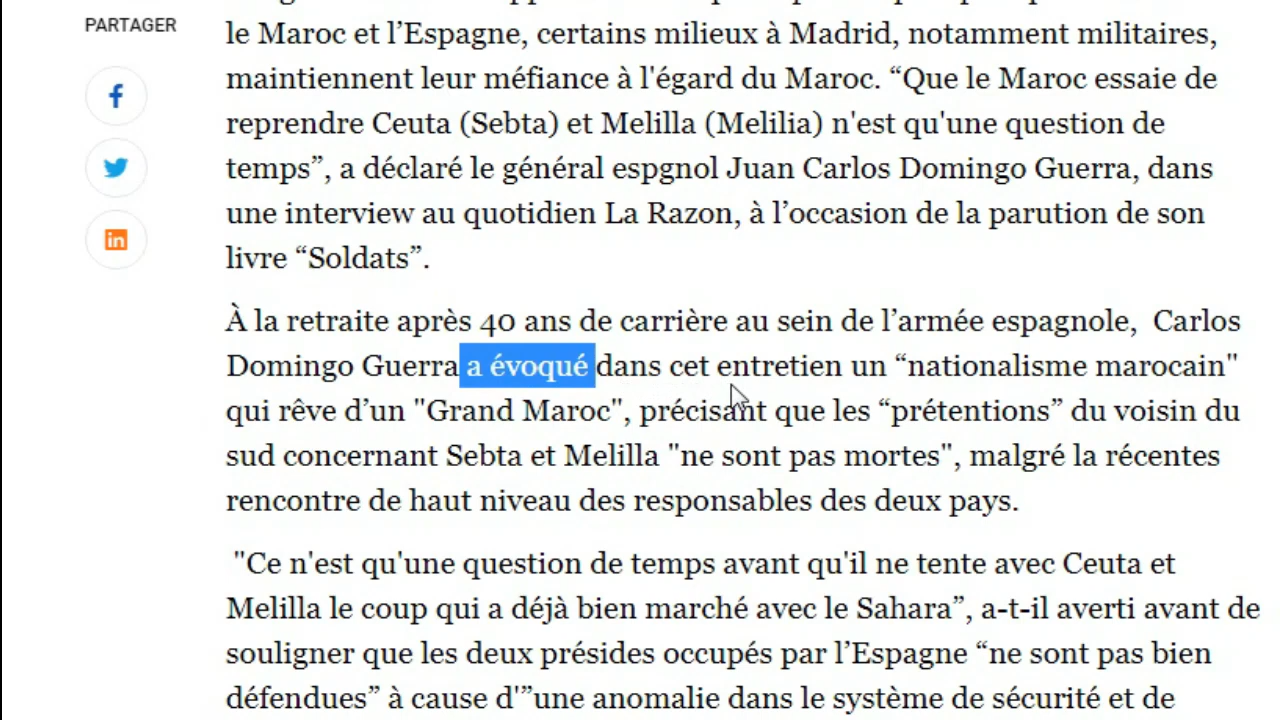 PARTAGER
le Maroc et l’Espagne, certains milieux à Madrid, notamment militaires,
maintiennent leur méfiance à l'égard du Maroc. “Que le Maroc essaie de
reprendre Ceuta (Sebta) et Melilla (Melilia) n'est qu'une question de
temps”, a déclaré le général espgnol Juan Carlos Domingo Guerra, dans
une interview au quotidien La Razon, à l’occasion de la parution de son
livre “Soldats”.
À la retraite après 40 ans de carrière au sein de l’armée espagnole,  Carlos
Domingo Guerra a évoqué dans cet entretien un “nationalisme marocain"
qui rêve d’un "Grand Maroc", précisant que les “prétentions” du voisin du
sud concernant Sebta et Melilla "ne sont pas mortes", malgré la récentes
rencontre de haut niveau des responsables des deux pays.
"Ce n'est qu'une question de temps avant qu'il ne tente avec Ceuta et
Melilla le coup qui a déjà bien marché avec le Sahara”, a-t-il averti avant de
souligner que les deux présides occupés par l’Espagne “ne sont pas bien
défendues” à cause d'”une anomalie dans le système de sécurité et de